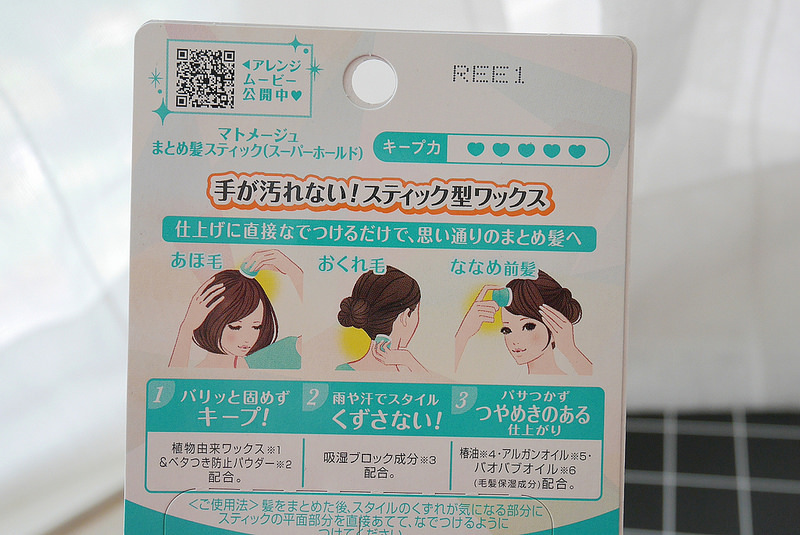 ◀アレンジ
ムービー
公開中♥
REE1
マトメージュ
まとめ髪スティック(スーパーホールド)
キープ力 ♥♥♥♥♥
手が汚れない!スティック型ワックス
仕上げに直接なでつけるだけで、思い通りのまとめ髪へ
あほ毛
おくれ毛
ななめ前髪
1 パリッと固めず
キープ!
植物由来ワックス※1
&ベタつき防止パウダー※2
配合。
2 雨や汗でスタイル
くずさない!
吸湿ブロック成分※3
配合。
3 パサつかず
つやめきのある
仕上がり
椿油※4・アルガンオイル※5・
バオバブオイル※6
(毛髪保湿成分)配合。
<ご使用法>髪をまとめた後、スタイルのくずれが気になる部分に
スティックの平面部分を直接あてて、なでつけるように
つけてください。